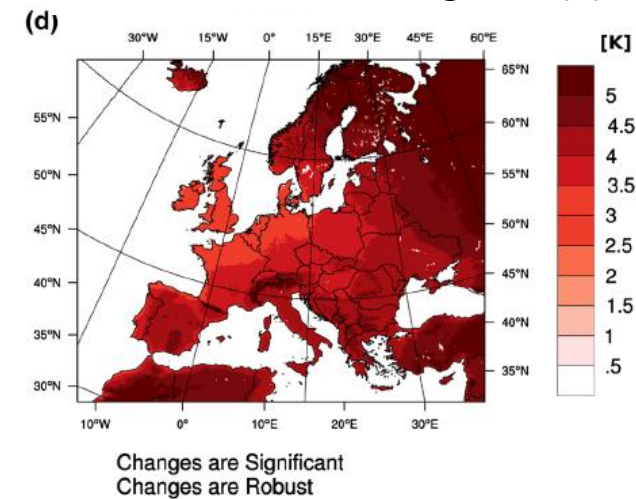 (d)
30°W 15°W 0° 15°E 30°E 45°E 60°E
[K]
65°N
60°N
55°N
50°N
45°N
40°N
35°N
55°N
50°N
45°N
40°N
35°N
30°N
5
4.5
4
3.5
3
2.5
2
1.5
1
.5
10°W 0° 10°E 20°E 30°E
Changes are Significant
Changes are Robust